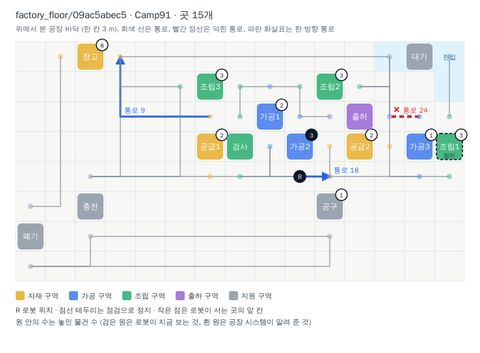 factory_floor/09ac5abec5 · Camp91 · 곳 15개
위에서 본 공장 바닥 (한 칸 3 m). 회색 선은 통로, 빨간 점선은 막힌 통로, 파란 화살표는 한 방향 통로
창고
8
대기
진입
조립3
3
조립2
3
통로 9
가공1
2
출하
통로 24
공급1
2
검사
가공2
3
공급2
2
가공3
1
조립1
3
R
통로 18
충전
공구
1
폐기
자재 구역
가공 구역
조립 구역
출하 구역
지원 구역
R 로봇 위치 · 점선 테두리는 점검으로 정지 · 작은 점은 로봇이 서는 곳의 앞 칸
원 안의 수는 놓인 물건 수 (검은 원은 로봇이 지금 보는 것, 흰 원은 공장 시스템이 알려 준 것)